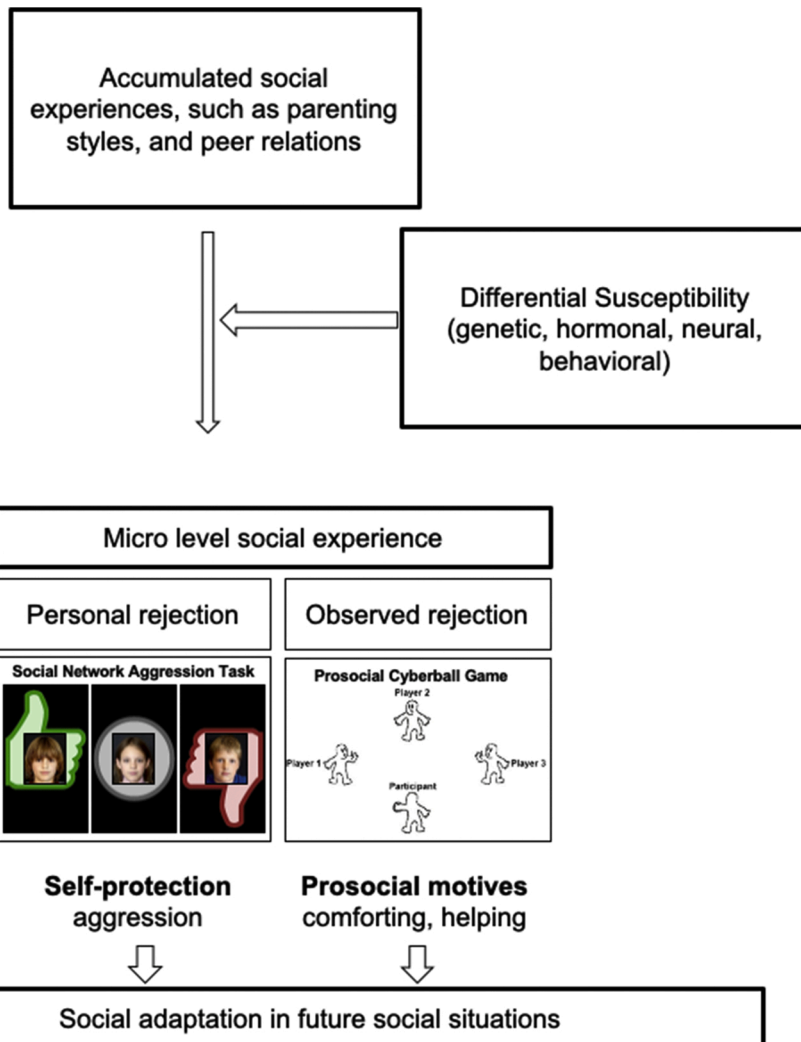 Accumulated social
experiences, such as parenting
styles, and peer relations
Differential Susceptibility
(genetic, hormonal, neural,
behavioral)
Micro level social experience
Personal rejection
Observed rejection
Social Network Aggression Task
Prosocial Cyberball Game
Player 2
Player 1
Player 3
Participant
Self-protection
aggression
Prosocial motives
comforting, helping
Social adaptation in future social situations